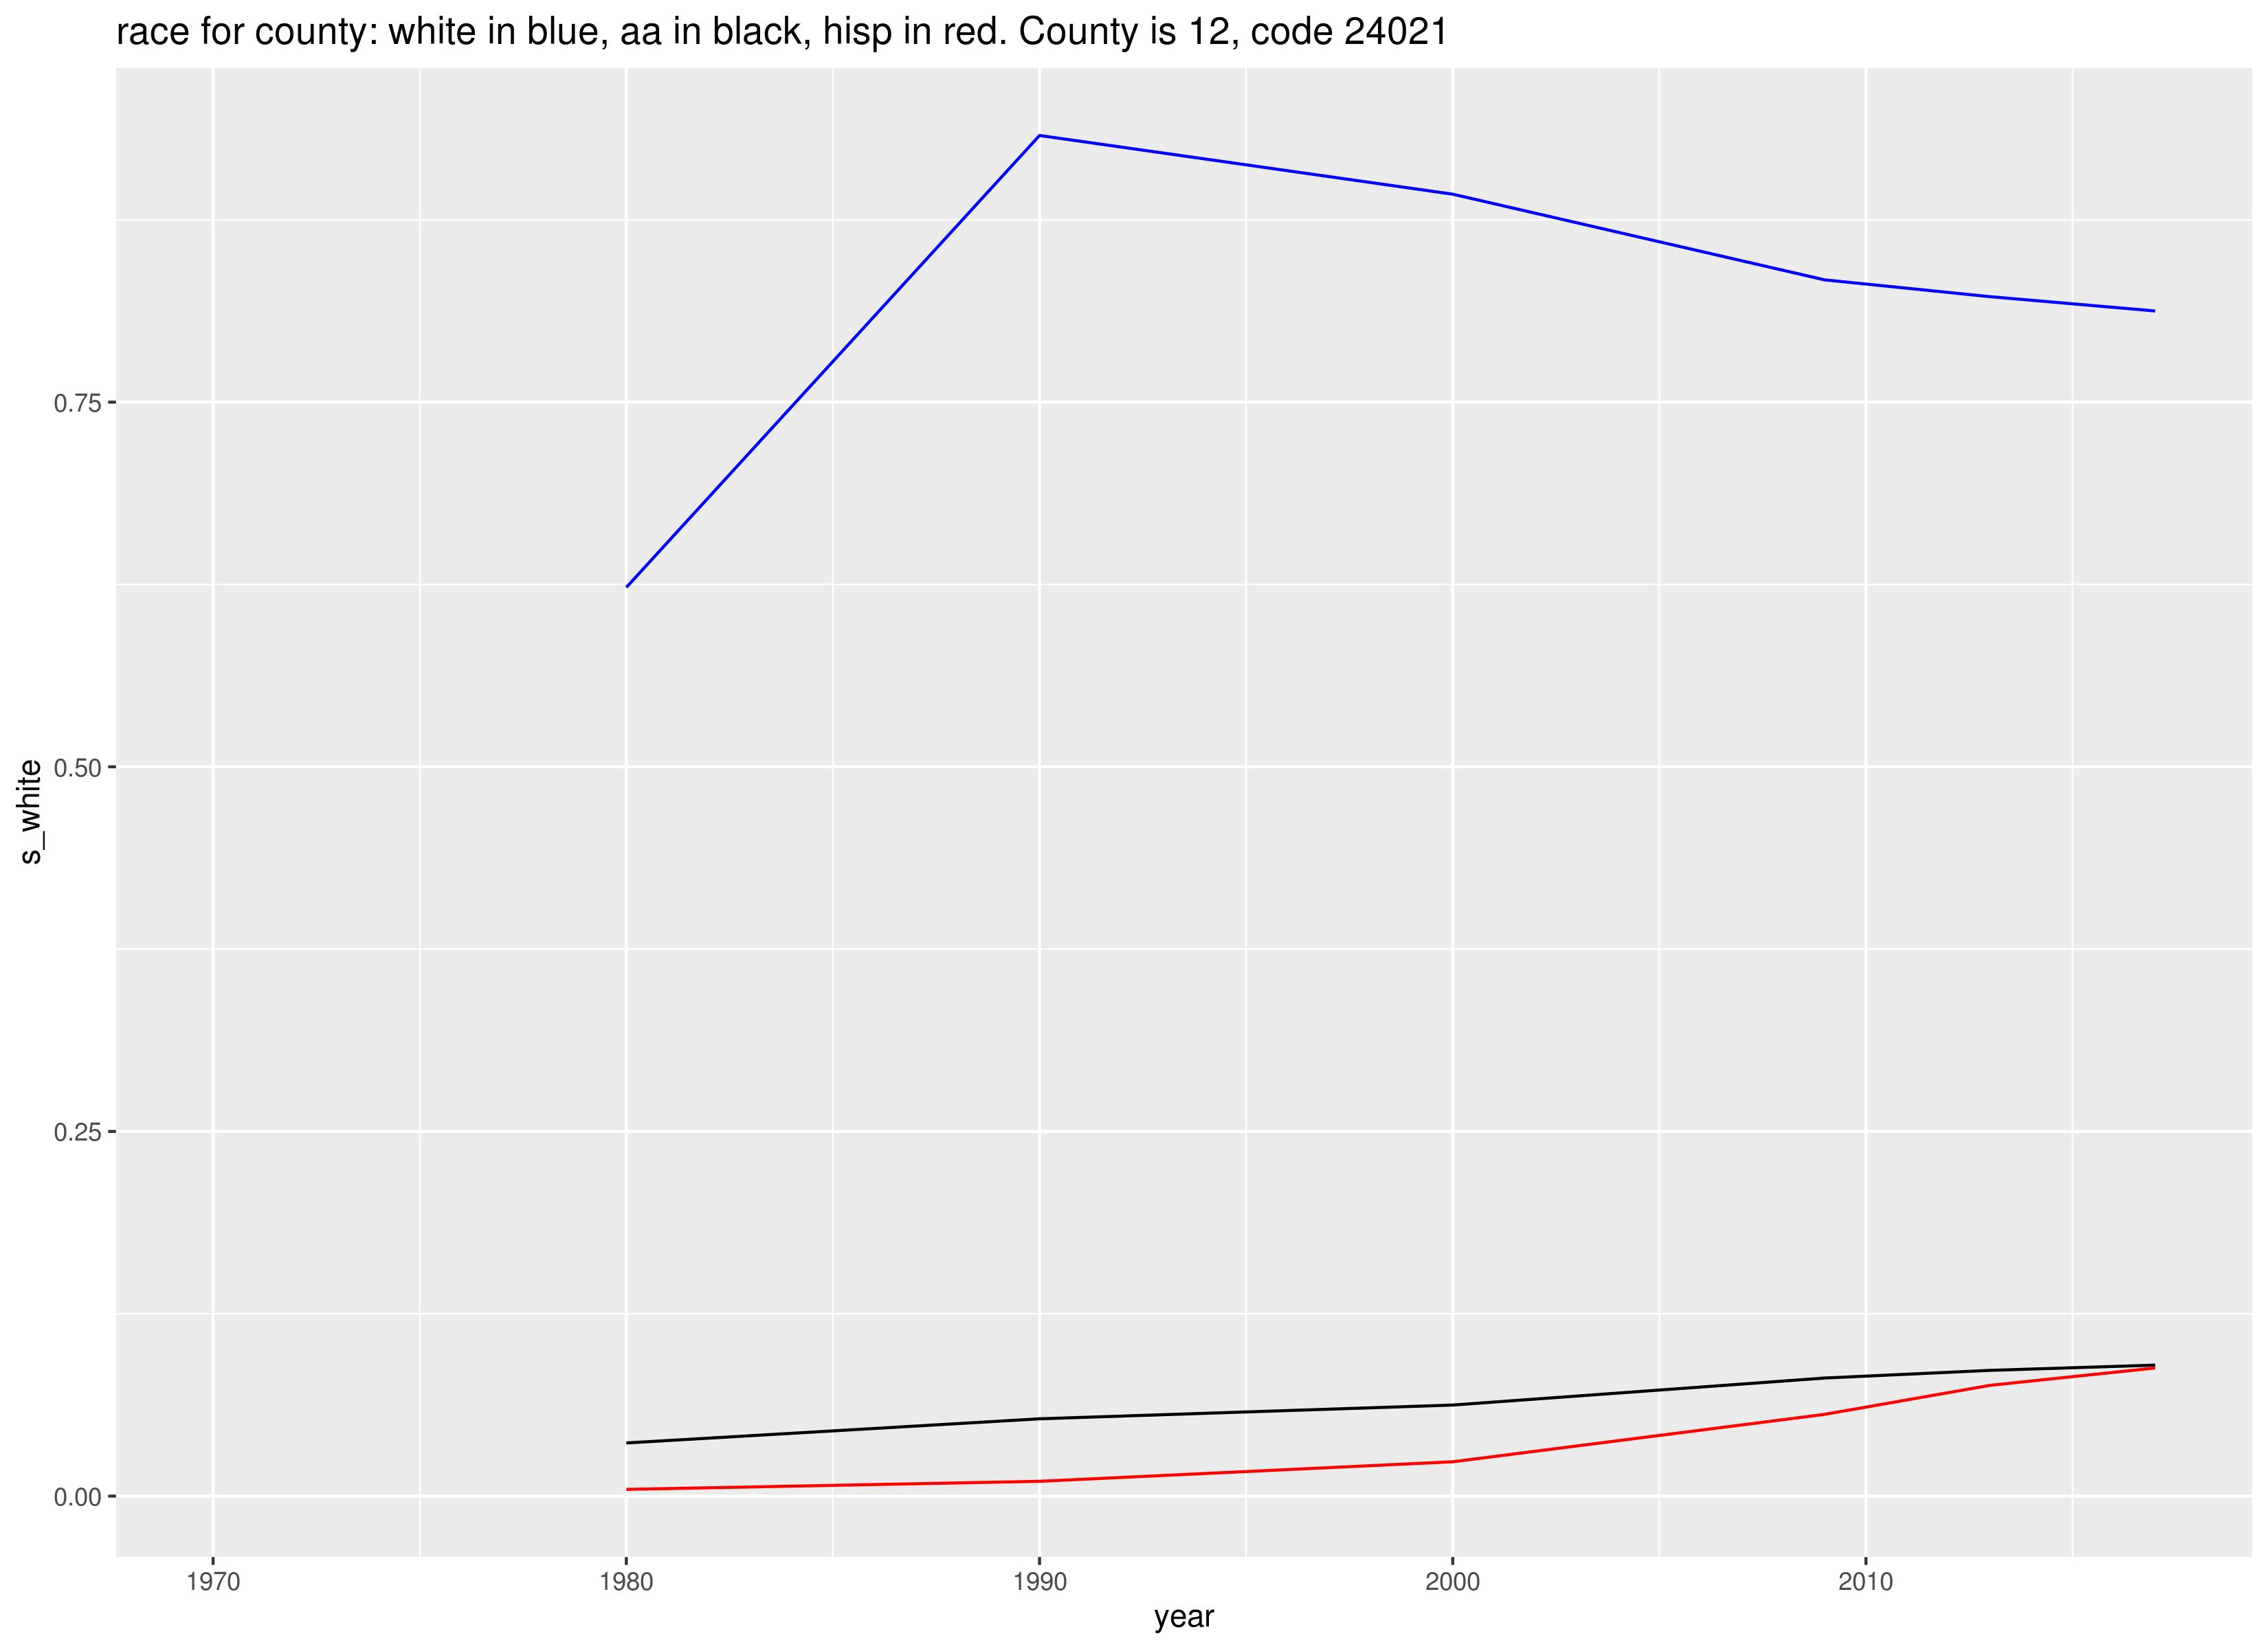 race for county: white in blue, aa in black, hisp in red. County is 12, code 24021
0.75
0.50
0.25
0.00
s_white
1970 1980 1990 2000 2010
year